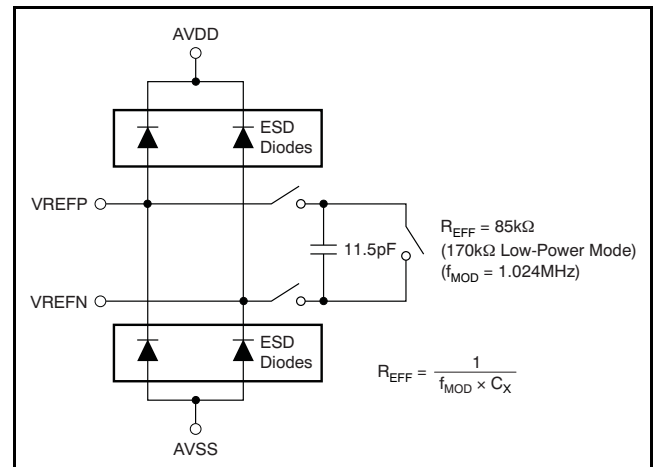 AVDD
ESD
Diodes
VREFP
R_EFF = 85kΩ
(170kΩ Low-Power Mode)
(f_MOD = 1.024MHz)
11.5pF
VREFN
ESD
Diodes
R_EFF = 1 / (f_MOD × C_X)
AVSS